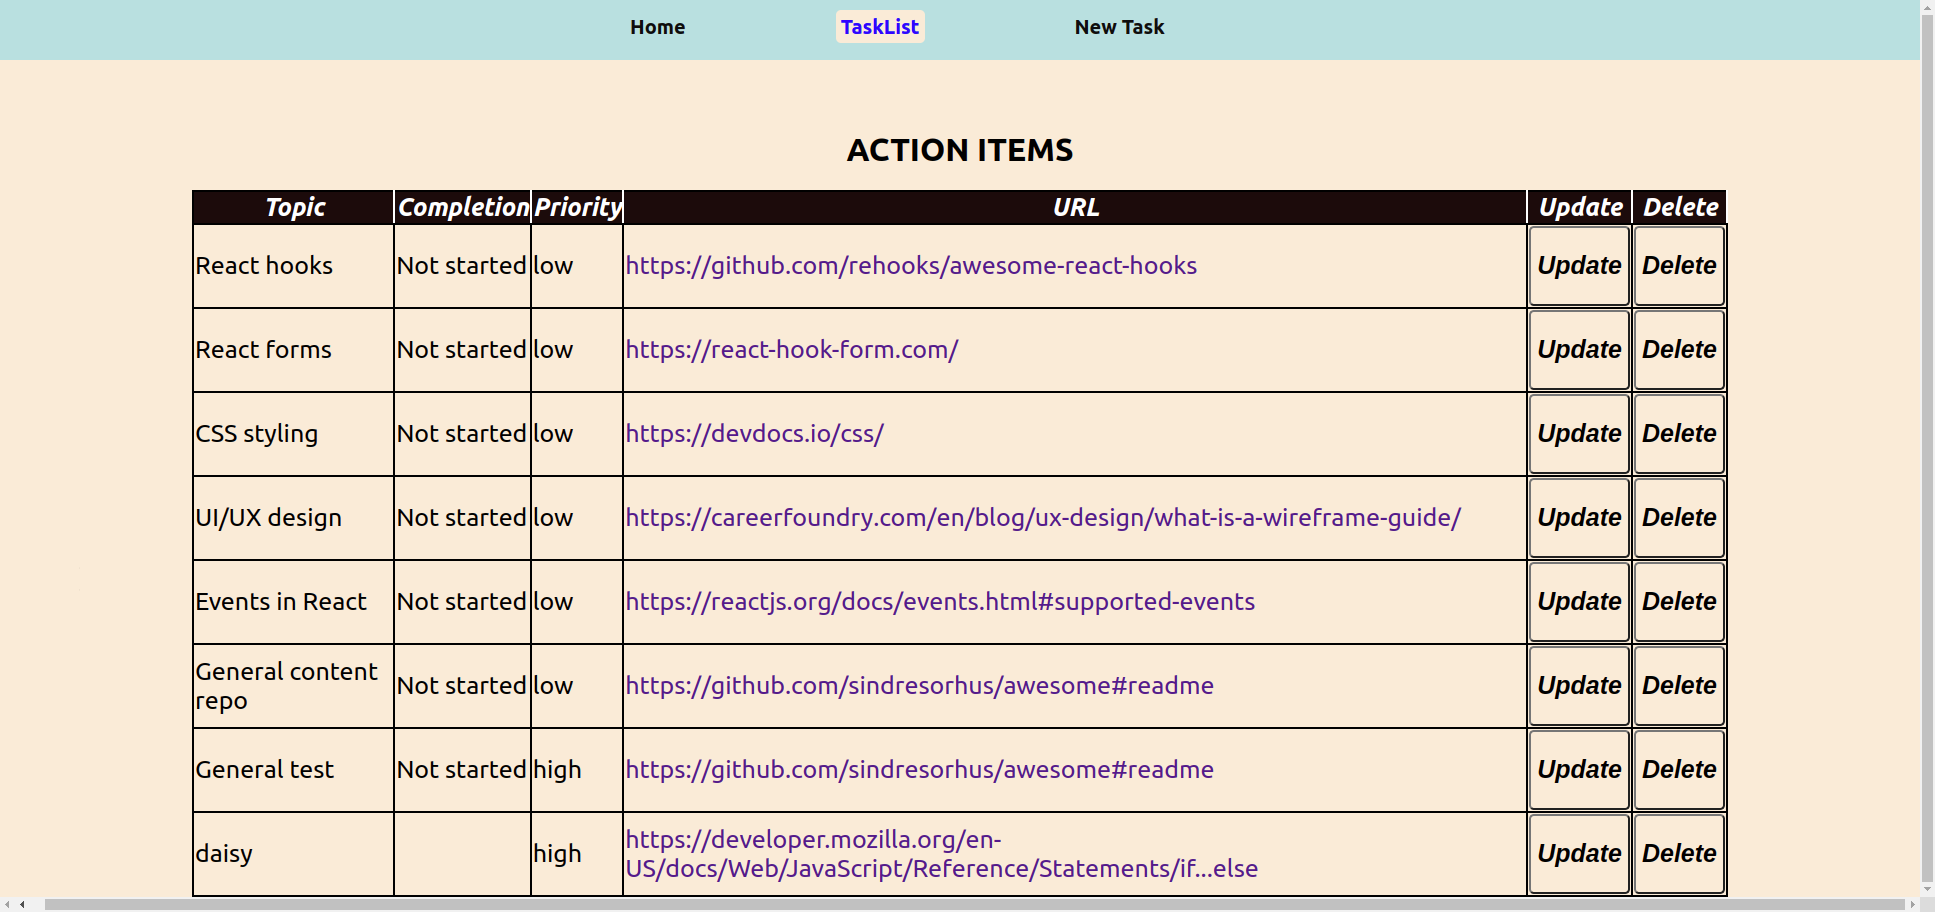 Home TaskList New Task
ACTION ITEMS
Topic Completion Priority URL Update Delete
React hooks Not started low https://github.com/rehooks/awesome-react-hooks Update Delete
React forms Not started low https://react-hook-form.com/ Update Delete
CSS styling Not started low https://devdocs.io/css/ Update Delete
UI/UX design Not started low https://careerfoundry.com/en/blog/ux-design/what-is-a-wireframe-guide/ Update Delete
Events in React Not started low https://reactjs.org/docs/events.html#supported-events Update Delete
General content
repo Not started low https://github.com/sindresorhus/awesome#readme Update Delete
General test Not started high https://github.com/sindresorhus/awesome#readme Update Delete
daisy high https://developer.mozilla.org/en-
US/docs/Web/JavaScript/Reference/Statements/if...else Update Delete